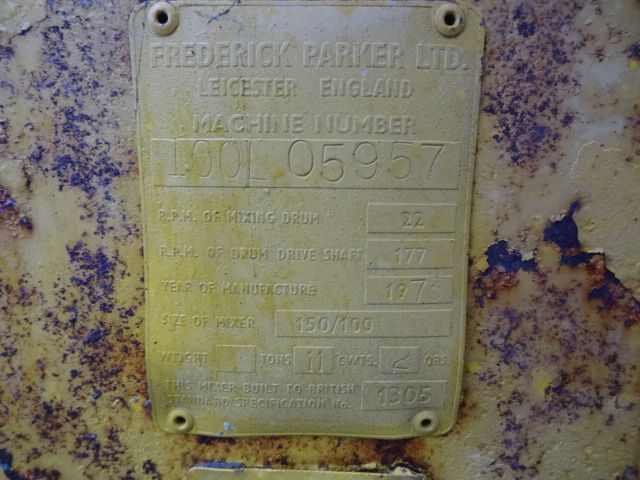 FREDERICK PARKER LTD.
LEICESTER ENGLAND
MACHINE NUMBER
100L 05957
R.P.M. OF MIXING DRUM 22
R.P.M. OF DRUM DRIVE SHAFT 177
YEAR OF MANUFACTURE
SIZE OF MIXER 150/100
WEIGHT TONS 11 CWTS. 2 QRS.
THIS MIXER BUILT TO BRITISH
STANDARD SPECIFICATION No. 1305